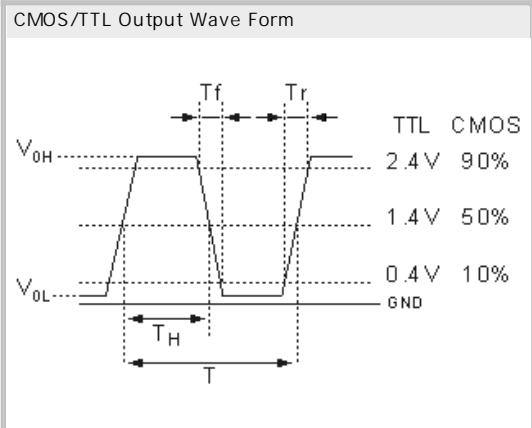 CMOS/TTL Output Wave Form
Tf Tr
TTL CMOS
V0H 2.4V 90%
1.4V 50%
0.4V 10%
V0L GND
TH
T